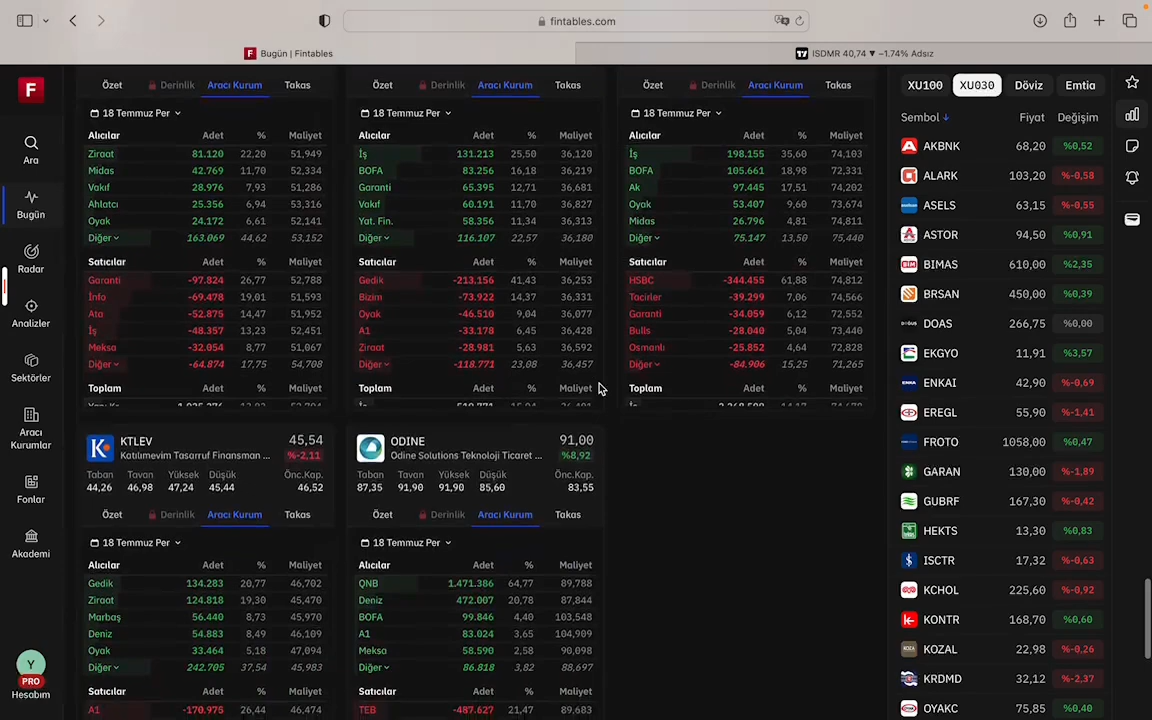 fintables.com
F Bugün | Fintables
ISDMR 40,74 ▼ −1.74% Adsız
F
Ara
Bugün
Radar
Analizler
Sektörler
Aracı
Kurumlar
Fonlar
Akademi
Y
PRO
Hesabım
Özet Derinlik Aracı Kurum Takas
18 Temmuz Per
Alıcılar Adet % Maliyet
Ziraat 81.120 22,20 51,949
Midas 42.769 11,70 52,334
Vakıf 28.976 7,93 51,286
Ahlatcı 25.356 6,94 53,316
Oyak 24.172 6,61 52,141
Diğer 163.069 44,62 53,152
Satıcılar Adet % Maliyet
Garanti -97.824 26,77 52,788
İnfo -69.478 19,01 51,593
Ata -52.875 14,47 51,952
İş -48.357 13,23 52,451
Meksa -32.054 8,77 51,067
Diğer -64.874 17,75 54,708
Toplam Adet % Maliyet
Özet Derinlik Aracı Kurum Takas
18 Temmuz Per
Alıcılar Adet % Maliyet
İş 131.213 25,50 36,120
BOFA 83.256 16,18 36,219
Garanti 65.395 12,71 36,681
Vakıf 60.191 11,70 36,827
Yat. Fin. 58.356 11,34 36,313
Diğer 116.107 22,57 36,180
Satıcılar Adet % Maliyet
Gedik -213.156 41,43 36,253
Bizim -73.922 14,37 36,331
Oyak -46.510 9,04 36,077
A1 -33.178 6,45 36,428
Ziraat -28.981 5,63 36,592
Diğer -118.771 23,08 36,457
Toplam Adet % Maliyet
Özet Derinlik Aracı Kurum Takas
18 Temmuz Per
Alıcılar Adet % Maliyet
İş 198.155 35,60 74,103
BOFA 105.661 18,98 73,331
Ak 97.445 17,51 74,202
Oyak 53.407 9,60 73,674
Midas 26.796 4,81 74,811
Diğer 75.147 13,50 75,440
Satıcılar Adet % Maliyet
HSBC -344.455 61,88 74,812
Tacirler -39.299 7,06 74,566
Garanti -34.059 6,12 72,552
Bulls -28.040 5,04 73,440
Osmanlı -25.852 4,64 72,828
Diğer -84.906 15,25 71,265
Toplam Adet % Maliyet
KTLEV 45,54
Katılımevim Tasarruf Finansman ... %-2,11
Taban Tavan Yüksek Düşük Önc.Kap.
44,26 46,98 47,24 45,44 46,52
Özet Derinlik Aracı Kurum Takas
18 Temmuz Per
Alıcılar Adet % Maliyet
Gedik 134.283 20,77 46,702
Ziraat 124.818 19,30 45,470
Marbaş 56.440 8,73 45,970
Deniz 54.883 8,49 46,109
Oyak 33.464 5,18 47,094
Diğer 242.705 37,54 45,983
Satıcılar Adet % Maliyet
A1 -170.975 26,44 46,474
ODINE 91,00
Odine Solutions Teknoloji Ticaret ... %8,92
Taban Tavan Yüksek Düşük Önc.Kap.
87,35 91,90 91,90 85,60 83,55
Özet Derinlik Aracı Kurum Takas
18 Temmuz Per
Alıcılar Adet % Maliyet
QNB 1.471.386 64,77 89,788
Deniz 472.007 20,78 87,844
BOFA 99.846 4,40 103,548
A1 83.024 3,65 104,909
Meksa 58.590 2,58 90,098
Diğer 86.818 3,82 88,697
Satıcılar Adet % Maliyet
TEB -487.627 21,47 89,683
XU100 XU030 Döviz Emtia
Sembol Fiyat Değişim
AKBNK 68,20 %0,52
ALARK 103,20 %-0,58
ASELS 63,15 %-0,55
ASTOR 94,50 %0,91
BIMAS 610,00 %2,35
BRSAN 450,00 %0,39
DOAS 266,75 %0,00
EKGYO 11,91 %3,57
ENKAI 42,90 %-0,69
EREGL 55,90 %-1,41
FROTO 1058,00 %0,47
GARAN 130,00 %-1,89
GUBRF 167,30 %-0,42
HEKTS 13,30 %0,83
ISCTR 17,32 %-0,63
KCHOL 225,60 %-0,92
KONTR 168,70 %0,60
KOZAL 22,98 %-0,26
KRDMD 32,12 %-2,37
OYAKC 75,85 %0,40